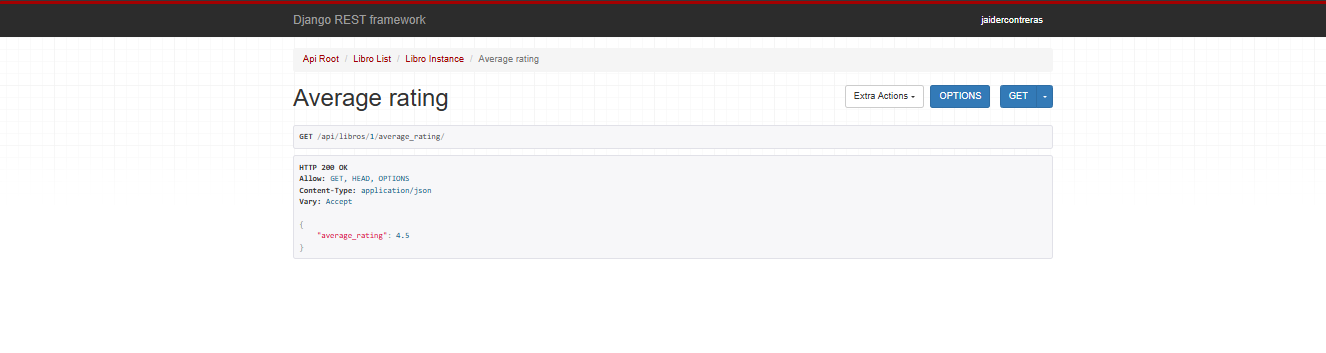 Django REST framework
jaidercontreras
Api Root / Libro List / Libro Instance / Average rating
Average rating
Extra Actions
OPTIONS
GET
GET /api/libros/1/average_rating/
HTTP 200 OK
Allow: GET, HEAD, OPTIONS
Content-Type: application/json
Vary: Accept
{
    "average_rating": 4.5
}